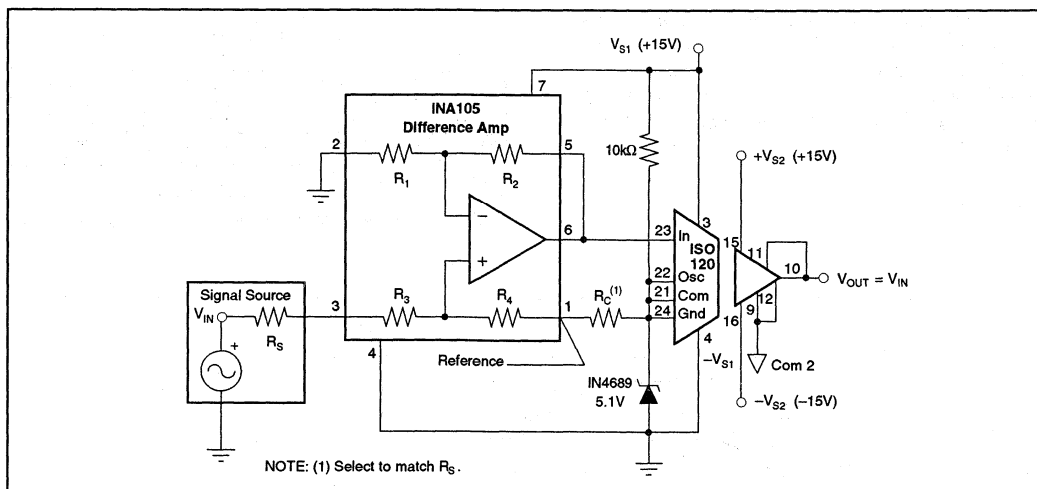 V_S1 (+15V)
7
INA105
Difference Amp
2
5
R_1
R_2
10kΩ
+V_S2 (+15V)
−
+
6
23
In
3
ISO
120
15
11
10
V_OUT = V_IN
22
Osc
21
Com
24
Gnd
12
9
16
4
−V_S1
Com 2
−V_S2 (−15V)
Signal Source
V_IN
R_S
+
3
R_3
R_4
1
R_C^(1)
4
Reference
IN4689
5.1V
NOTE: (1) Select to match R_S.